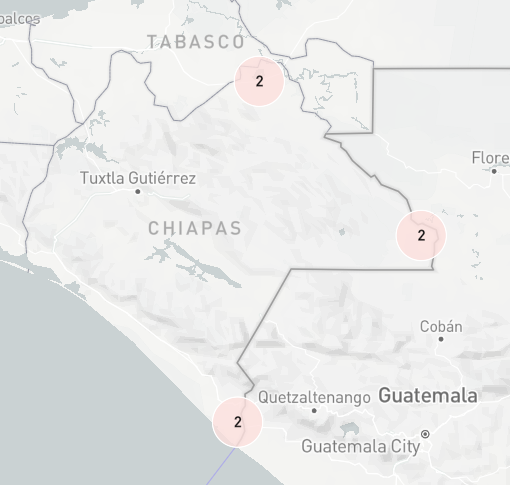 palcos
TABASCO
2
Flore
Tuxtla Gutiérrez
CHIAPAS
2
Cobán
Quetzaltenango
Guatemala
2
Guatemala City